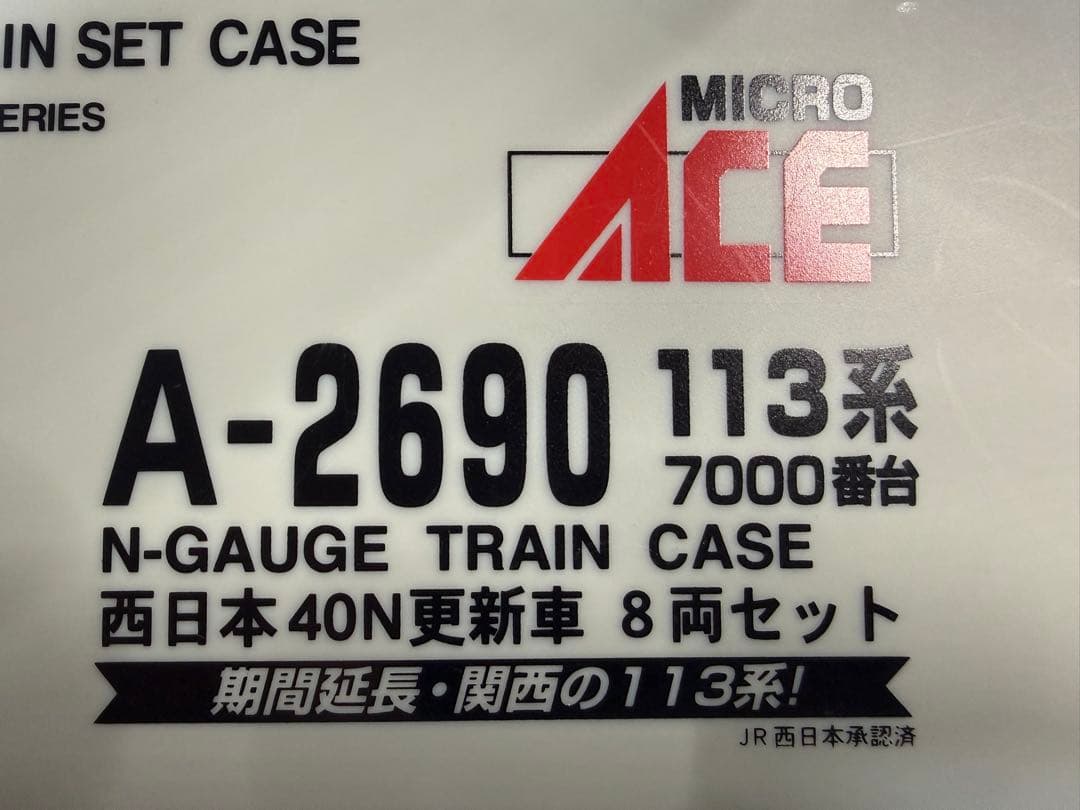 IN SET CASE
ERIES
MICRO
ACE
A-2690 113系
7000番台
N-GAUGE TRAIN CASE
西日本40N更新車 8両セット
期間延長・関西の113系!
JR西日本承認済